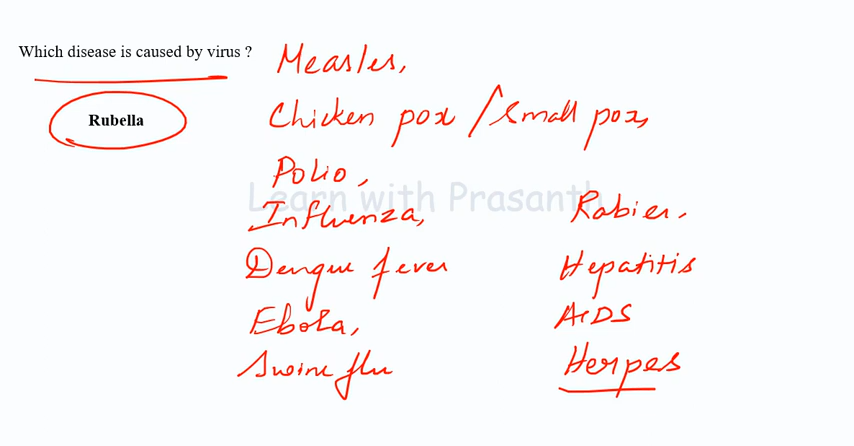 Which disease is caused by virus ?
Rubella
Measles,
Chicken pox / Small pox,
Polio,
Learn with Prasanth
Influenza,
Dengue fever
Ebola,
Swine flu
Rabies,
Hepatitis
AIDS
Herpes